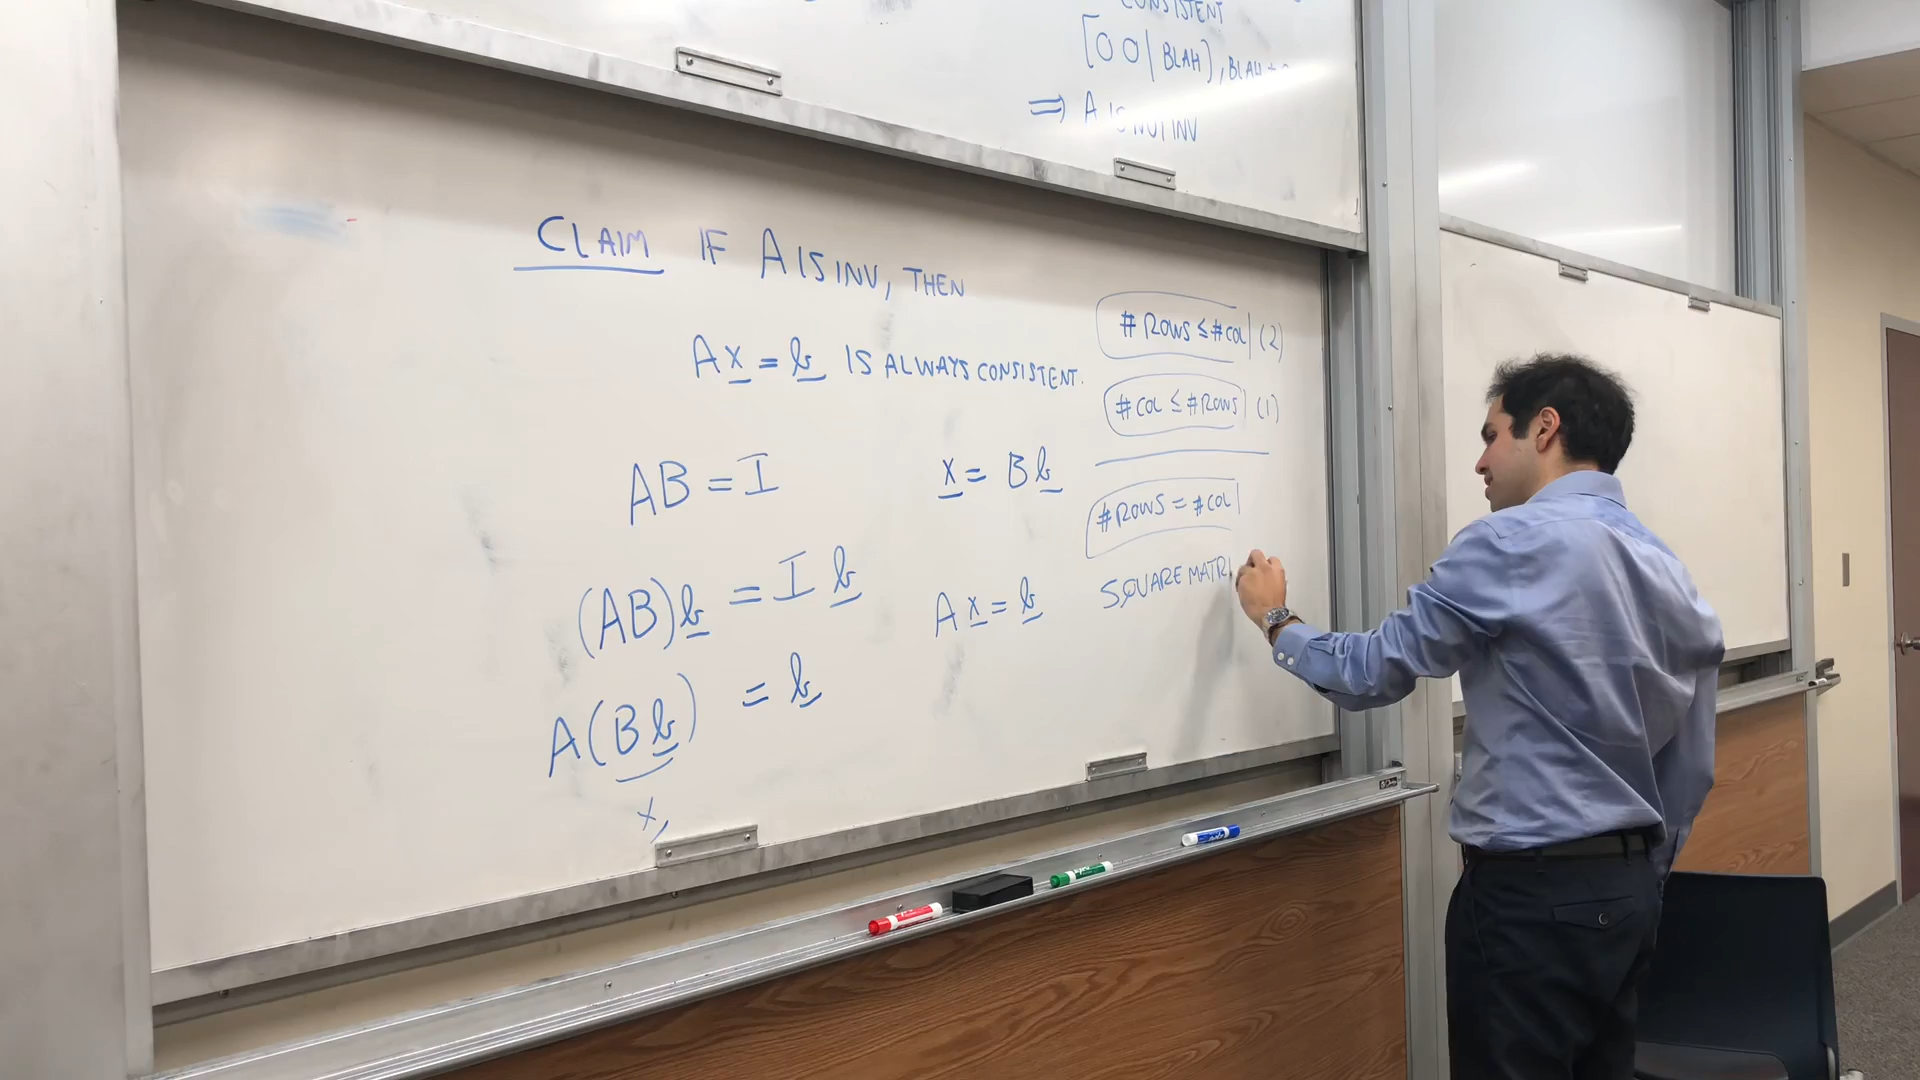 CONSISTENT
[0 0 | BLAH], BLAH ≠
⇒ A IS NOT INV
CLAIM IF A IS INV, THEN
Ax = b IS ALWAYS CONSISTENT.
AB = I
(AB)b = I b
A(Bb) = b
x
x = Bb
Ax = b
# ROWS ≤ # COL (2)
# COL ≤ # ROWS (1)
# ROWS = # COL
SQUARE MATRI